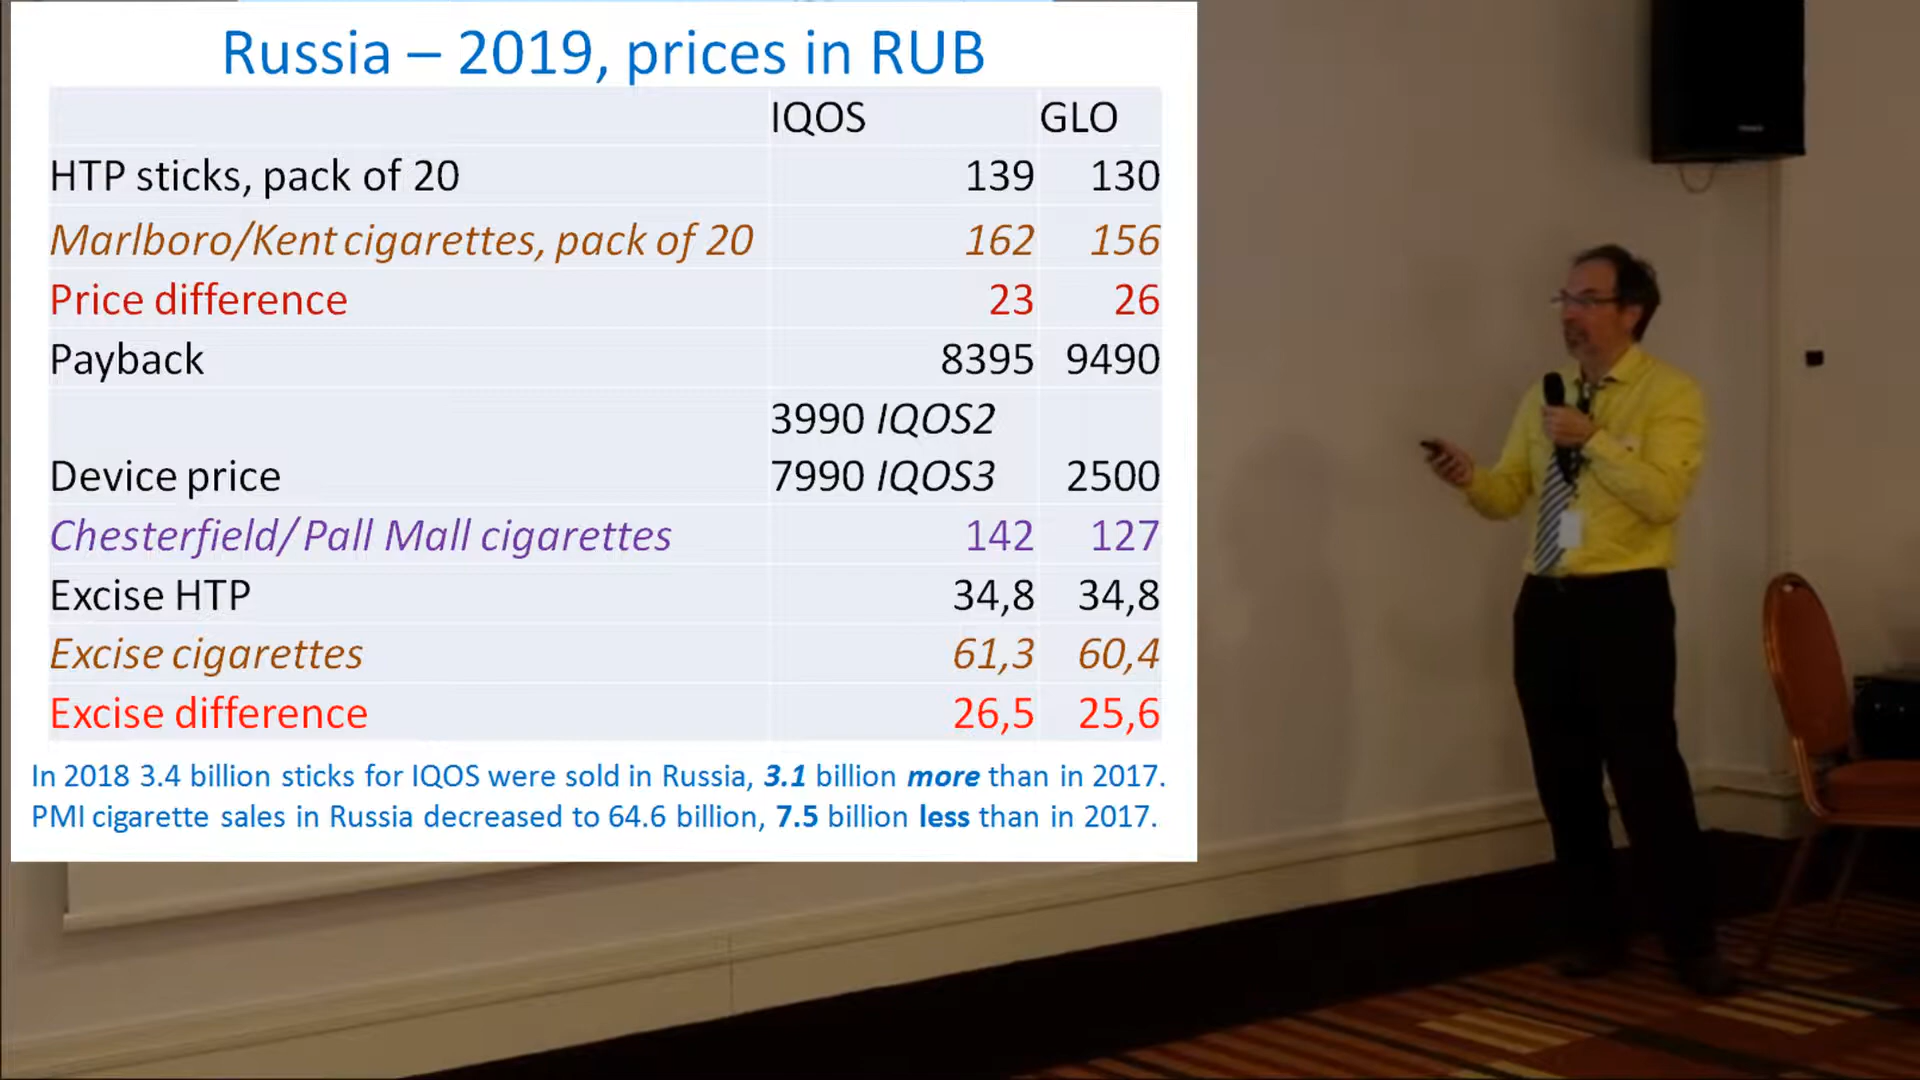 Russia – 2019, prices in RUB
IQOS GLO
HTP sticks, pack of 20 139 130
Marlboro/Kent cigarettes, pack of 20 162 156
Price difference 23 26
Payback 8395 9490
3990 IQOS2
Device price 7990 IQOS3 2500
Chesterfield/Pall Mall cigarettes 142 127
Excise HTP 34,8 34,8
Excise cigarettes 61,3 60,4
Excise difference 26,5 25,6
In 2018 3.4 billion sticks for IQOS were sold in Russia, 3.1 billion more than in 2017.
PMI cigarette sales in Russia decreased to 64.6 billion, 7.5 billion less than in 2017.